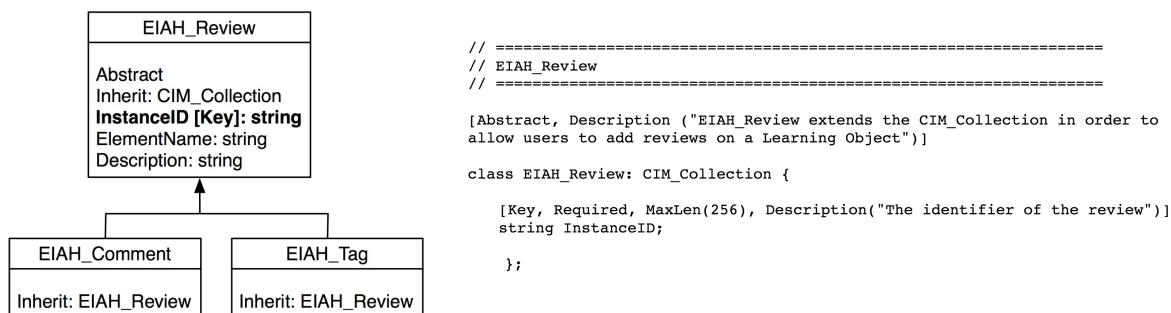 EIAH_Review
Abstract
Inherit: CIM_Collection
InstanceID [Key]: string
ElementName: string
Description: string
EIAH_Comment
Inherit: EIAH_Review
EIAH_Tag
Inherit: EIAH_Review
// ==================================================================
// EIAH_Review
// ==================================================================
[Abstract, Description ("EIAH_Review extends the CIM_Collection in order to
allow users to add reviews on a Learning Object")]
class EIAH_Review: CIM_Collection {
[Key, Required, MaxLen(256), Description("The identifier of the review")]
string InstanceID;
};